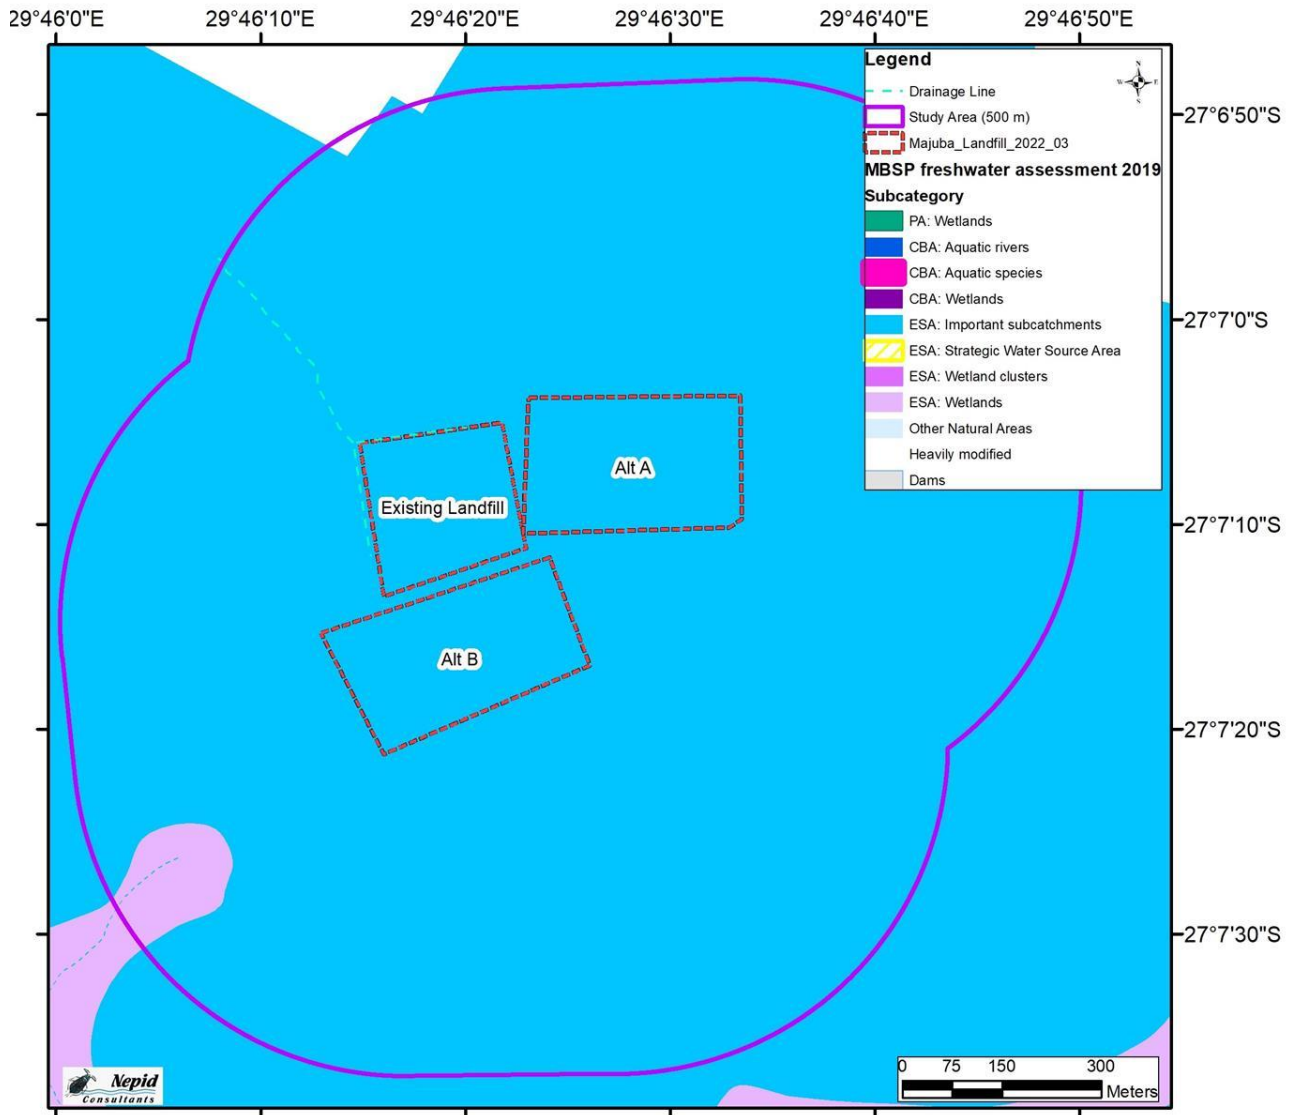 29°46'0"E 29°46'10"E 29°46'20"E 29°46'30"E 29°46'40"E 29°46'50"E
Legend
Drainage Line
Study Area (500 m)
Majuba_Landfill_2022_03
MBSP freshwater assessment 2019
Subcategory
PA: Wetlands
CBA: Aquatic rivers
CBA: Aquatic species
CBA: Wetlands
ESA: Important subcatchments
ESA: Strategic Water Source Area
ESA: Wetland clusters
ESA: Wetlands
Other Natural Areas
Heavily modified
Dams
N
W E
S
27°6'50"S
27°7'0"S
27°7'10"S
27°7'20"S
27°7'30"S
Alt A
Existing Landfill
Alt B
Nepid
Consultants
0 75 150 300
Meters